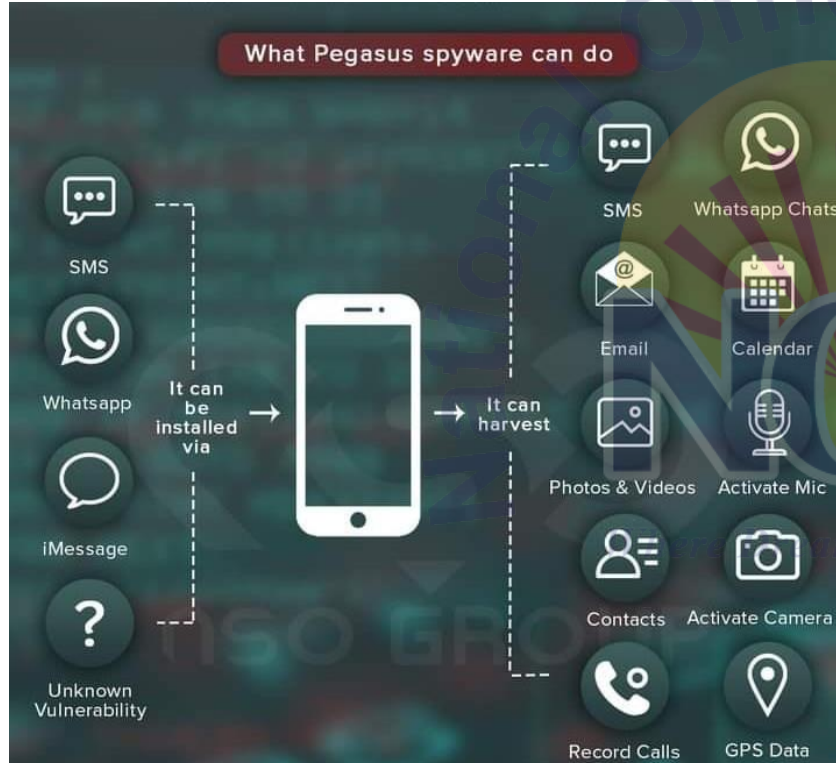 What Pegasus spyware can do
SMS
Whatsapp
iMessage
Unknown
Vulnerability
It can
be
installed
via
It can
harvest
SMS
Whatsapp Chats
Email
Calendar
Photos & Videos
Activate Mic
Contacts
Activate Camera
Record Calls
GPS Data
NSO GROUP
National